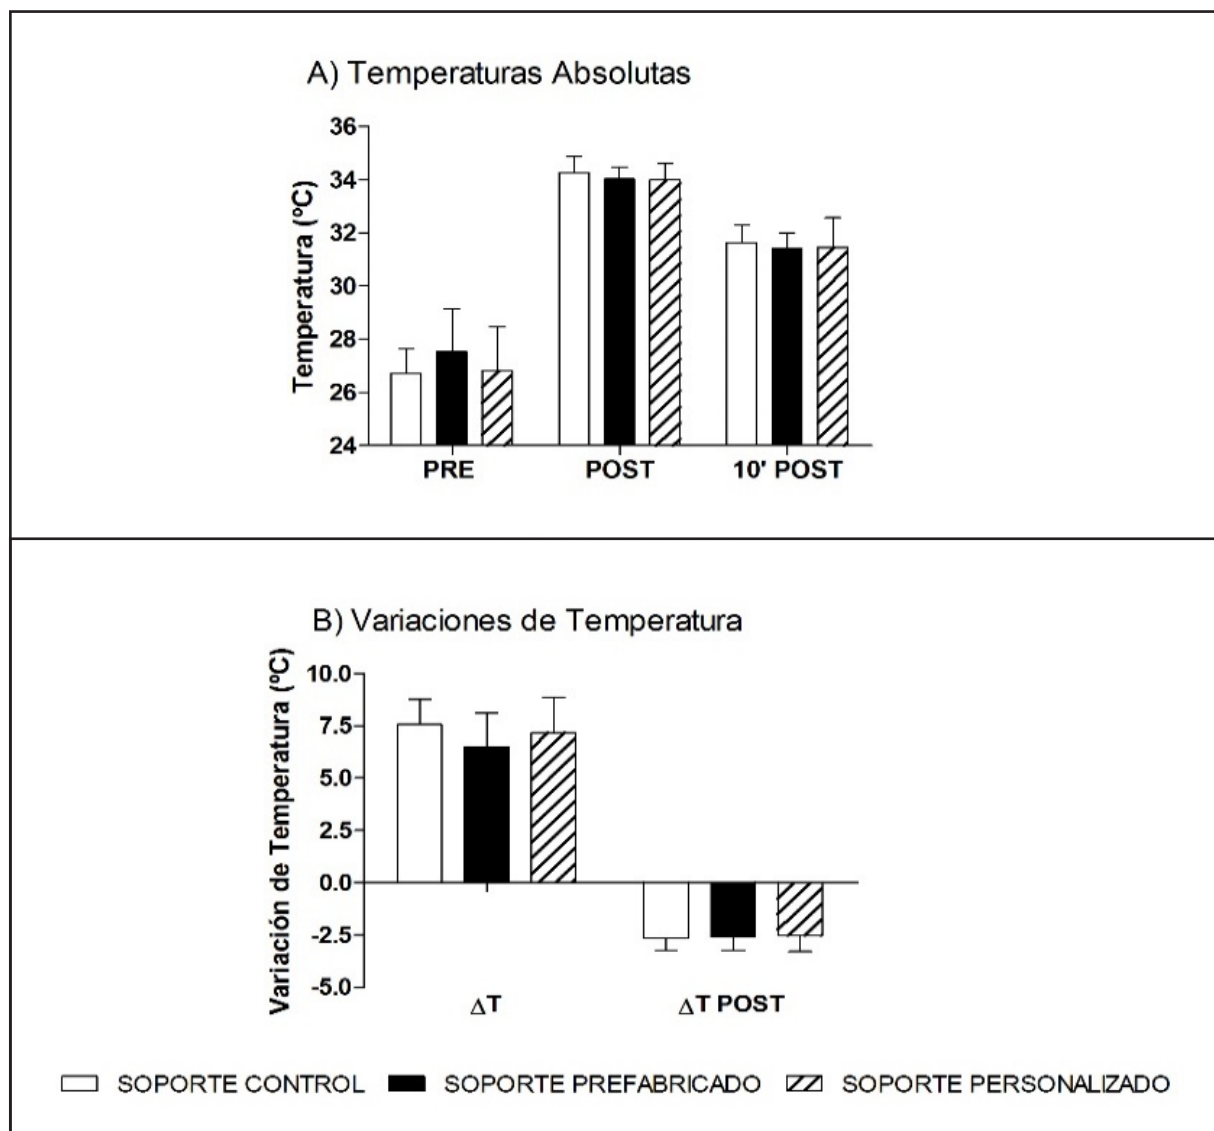 A) Temperaturas Absolutas
Temperatura (ºC)
36
34
32
30
28
26
24
PRE POST 10' POST
B) Variaciones de Temperatura
Variación de Temperatura (ºC)
10.0
7.5
5.0
2.5
0.0
-2.5
-5.0
ΔT ΔT POST
SOPORTE CONTROL SOPORTE PREFABRICADO SOPORTE PERSONALIZADO